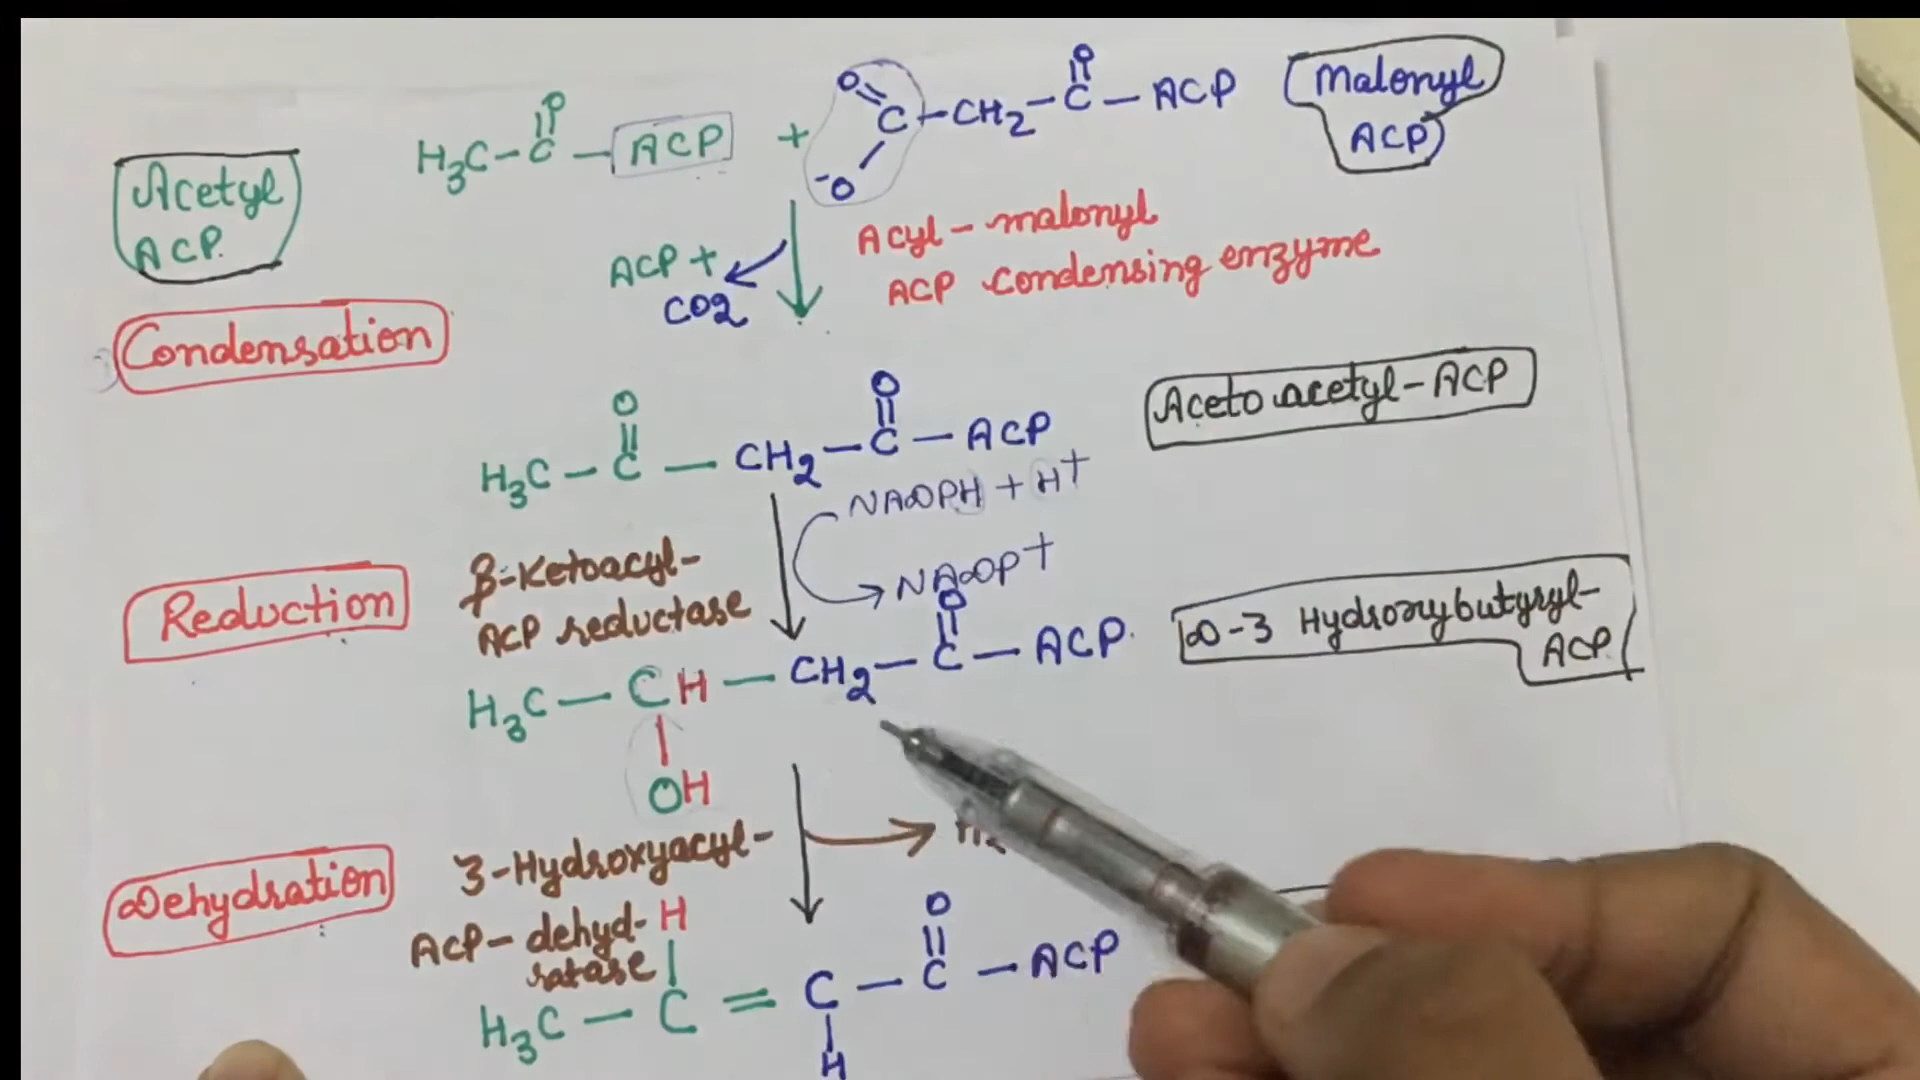 O
O
H3C-C-ACP + C-CH2-C-ACP
O
-O
Malonyl
ACP
Acetyl
ACP.
ACP +
CO2
Acyl-malonyl
ACP condensing enzyme
Condensation
O O
H3C-C-CH2-C-ACP
Aceto acetyl-ACP
NADPH + H+
NADP+
Reduction
β-Ketoacyl-
ACP reductase
O
H3C-CH-CH2-C-ACP
OH
D-3 Hydroxybutyryl-
ACP
Dehydration
3-Hydroxyacyl-
ACP-dehyd-
ratase
H O
H3C-C=C-C-ACP
H